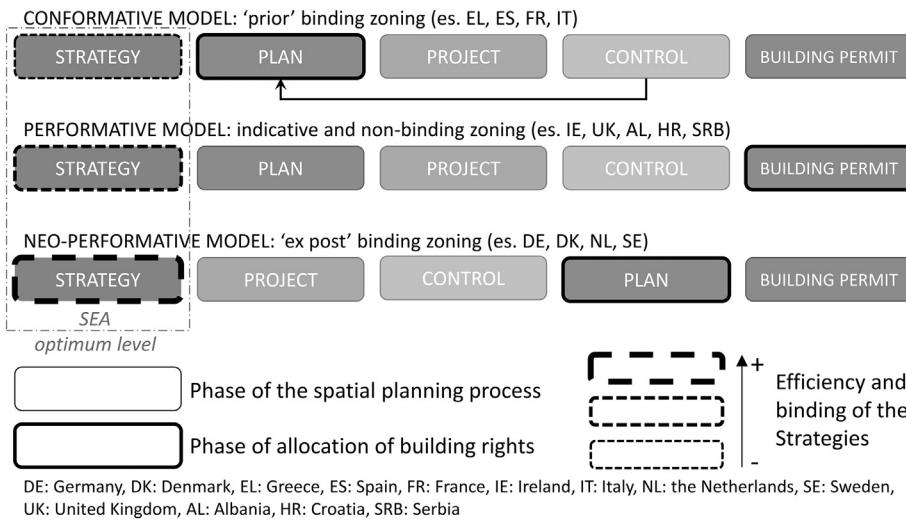 CONFORMATIVE MODEL: ‘prior’ binding zoning (es. EL, ES, FR, IT)
STRATEGY PLAN PROJECT CONTROL BUILDING PERMIT
PERFORMATIVE MODEL: indicative and non-binding zoning (es. IE, UK, AL, HR, SRB)
STRATEGY PLAN PROJECT CONTROL BUILDING PERMIT
NEO-PERFORMATIVE MODEL: ‘ex post’ binding zoning (es. DE, DK, NL, SE)
STRATEGY PROJECT CONTROL PLAN BUILDING PERMIT
SEA
optimum level
Phase of the spatial planning process
Phase of allocation of building rights
+
-
Efficiency and
binding of the
Strategies
DE: Germany, DK: Denmark, EL: Greece, ES: Spain, FR: France, IE: Ireland, IT: Italy, NL: the Netherlands, SE: Sweden,
UK: United Kingdom, AL: Albania, HR: Croatia, SRB: Serbia